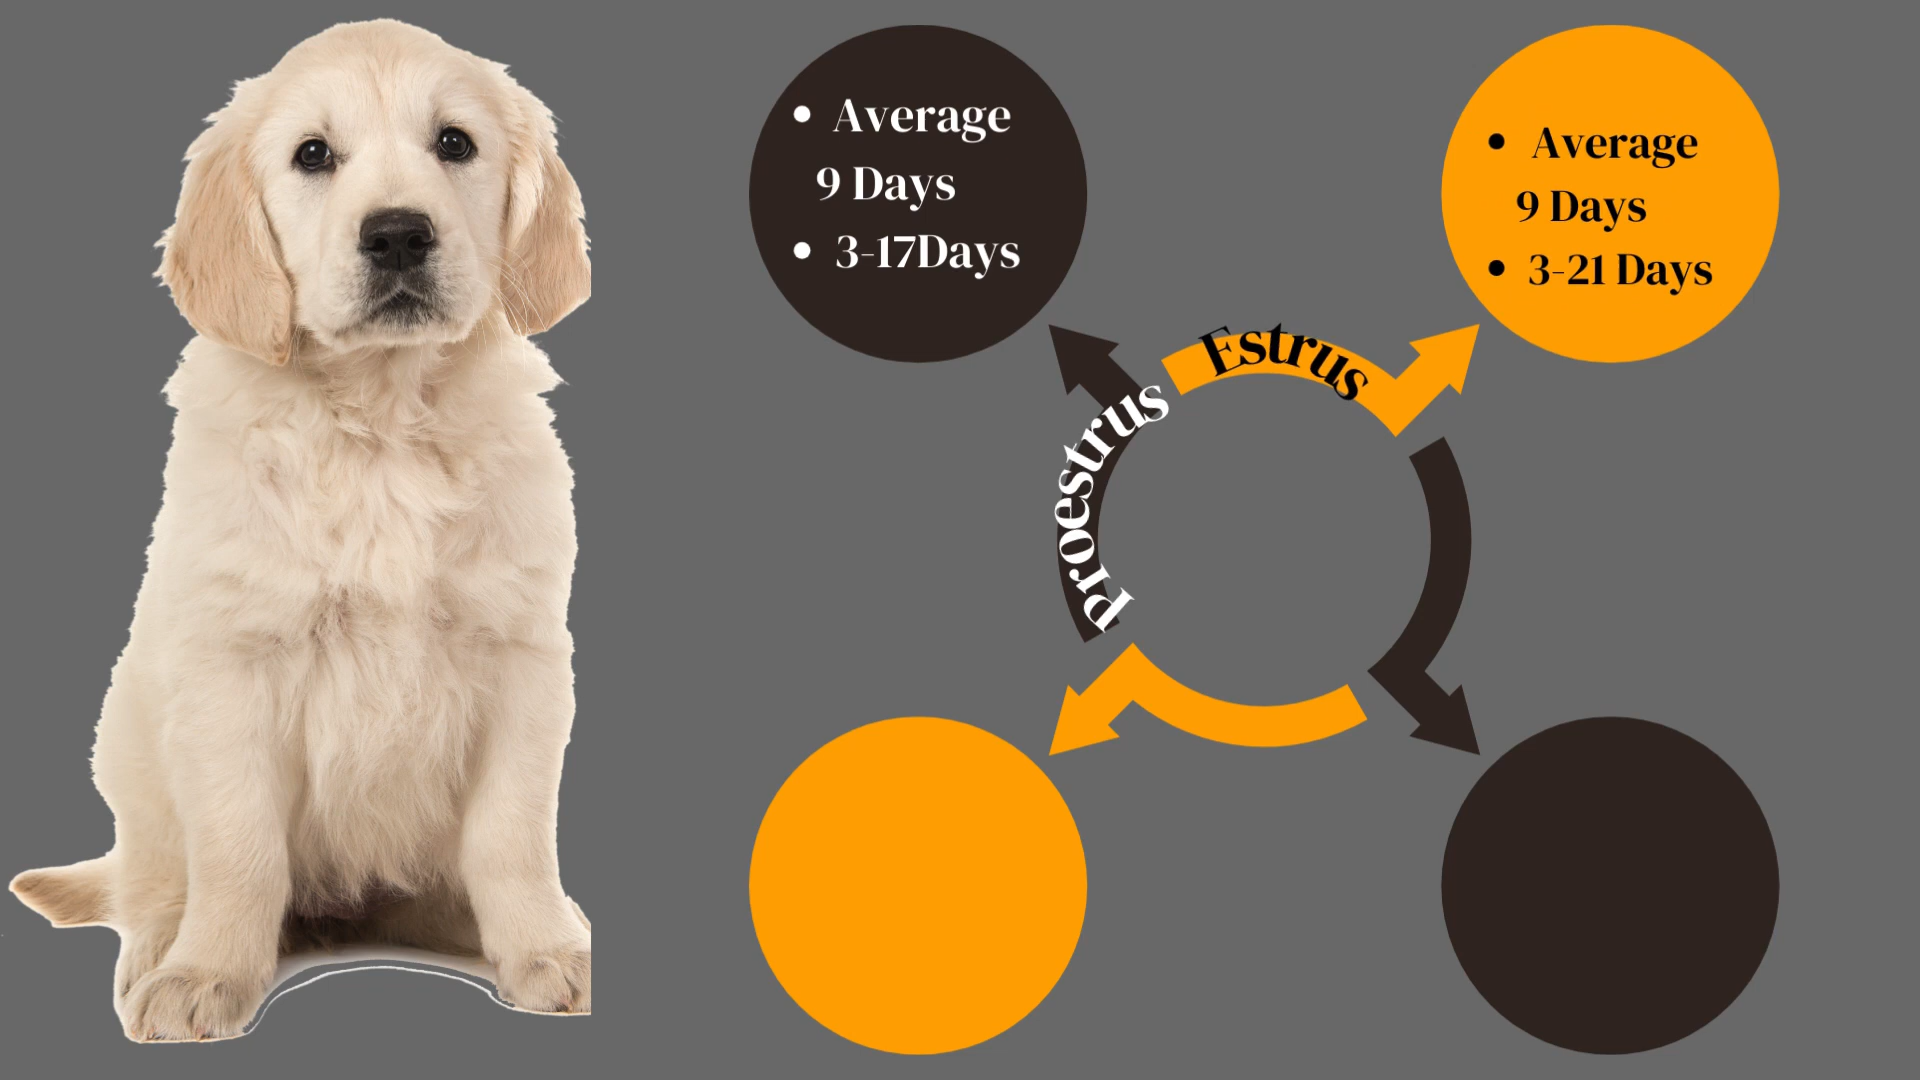 Average
9 Days
3-17Days
Average
9 Days
3-21 Days
Estrus
Proestrus